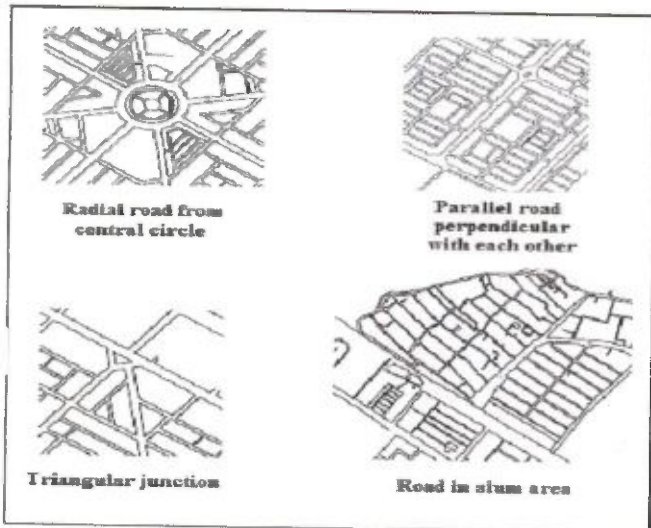 Radial road from
central circle
Parallel road
perpendicular
with each other
Triangular junction
Road in slum area